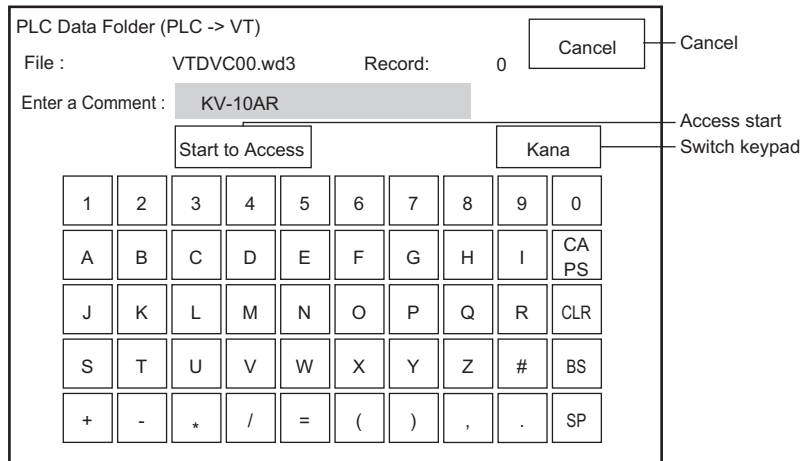 PLC Data Folder (PLC -> VT)
Cancel
Cancel
File : VTDVC00.wd3 Record: 0
Enter a Comment : KV-10AR
Access start
Start to Access
Kana
Switch keypad
1 2 3 4 5 6 7 8 9 0
A B C D E F G H I CA
PS
J K L M N O P Q R CLR
S T U V W X Y Z # BS
+ - * / = ( ) , . SP